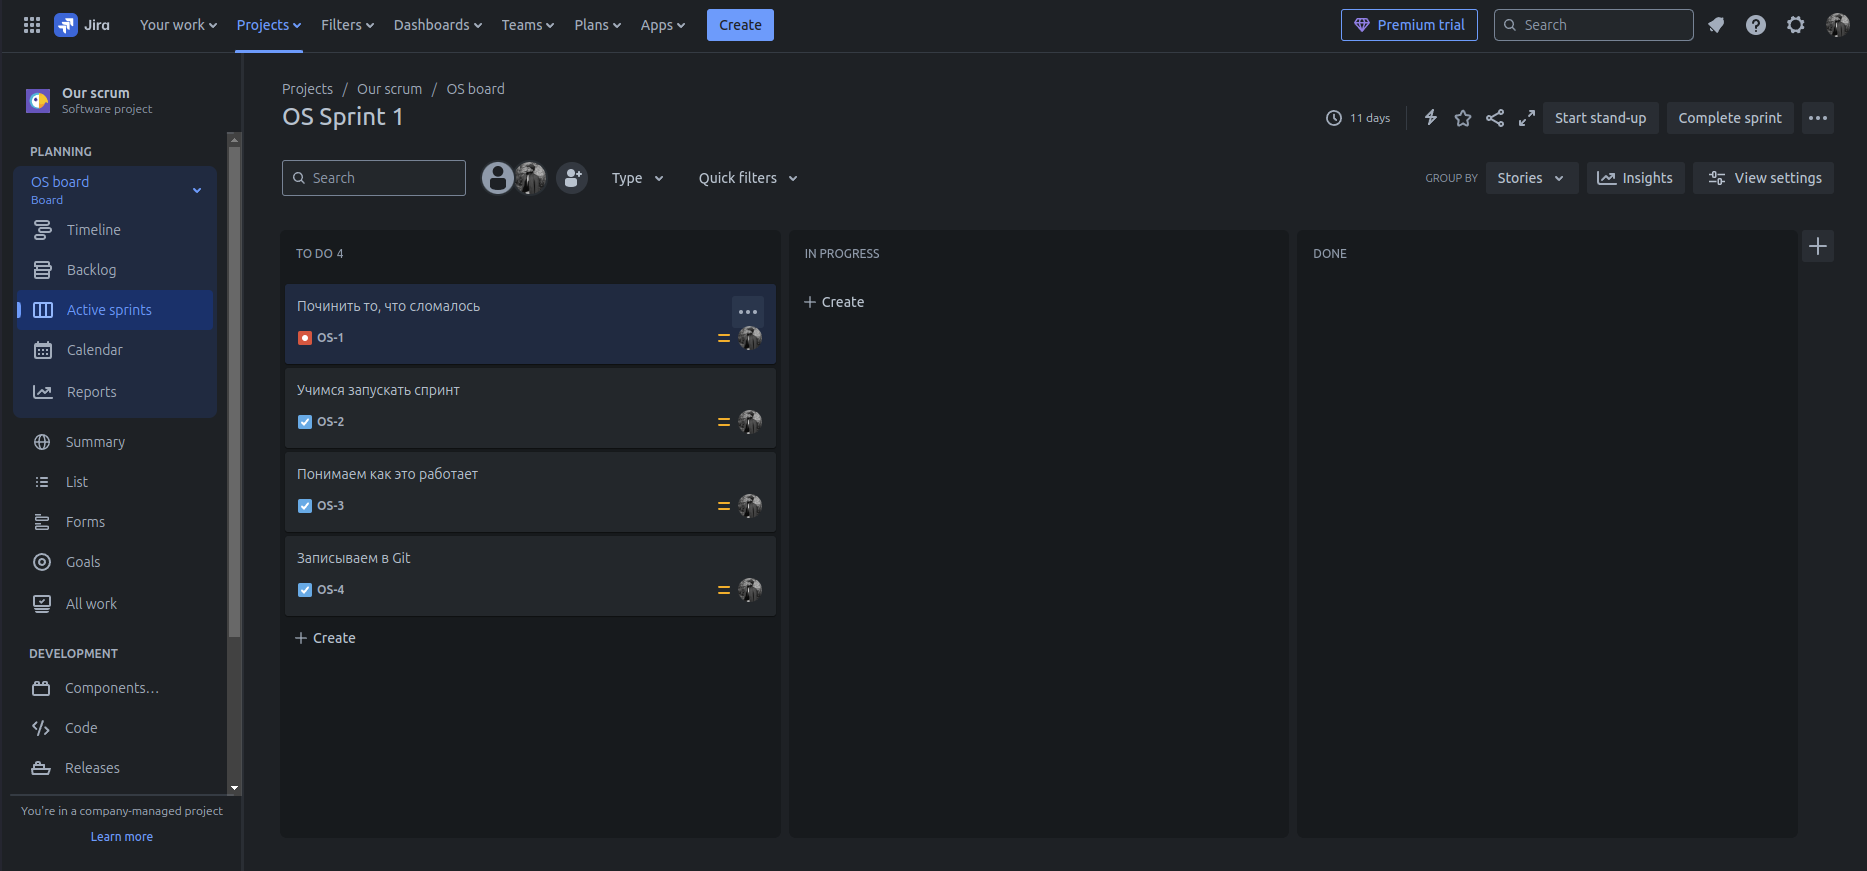 Jira
Your work
Projects
Filters
Dashboards
Teams
Plans
Apps
Create
Premium trial
Search
Our scrum
Software project
PLANNING
OS board
Board
Timeline
Backlog
Active sprints
Calendar
Reports
Summary
List
Forms
Goals
All work
DEVELOPMENT
Components...
Code
Releases
You're in a company-managed project
Learn more
Projects / Our scrum / OS board
OS Sprint 1
11 days
Start stand-up
Complete sprint
Search
Type
Quick filters
GROUP BY
Stories
Insights
View settings
TO DO 4
Починить то, что сломалось
OS-1
Учимся запускать спринт
OS-2
Понимаем как это работает
OS-3
Записываем в Git
OS-4
+ Create
IN PROGRESS
+ Create
DONE